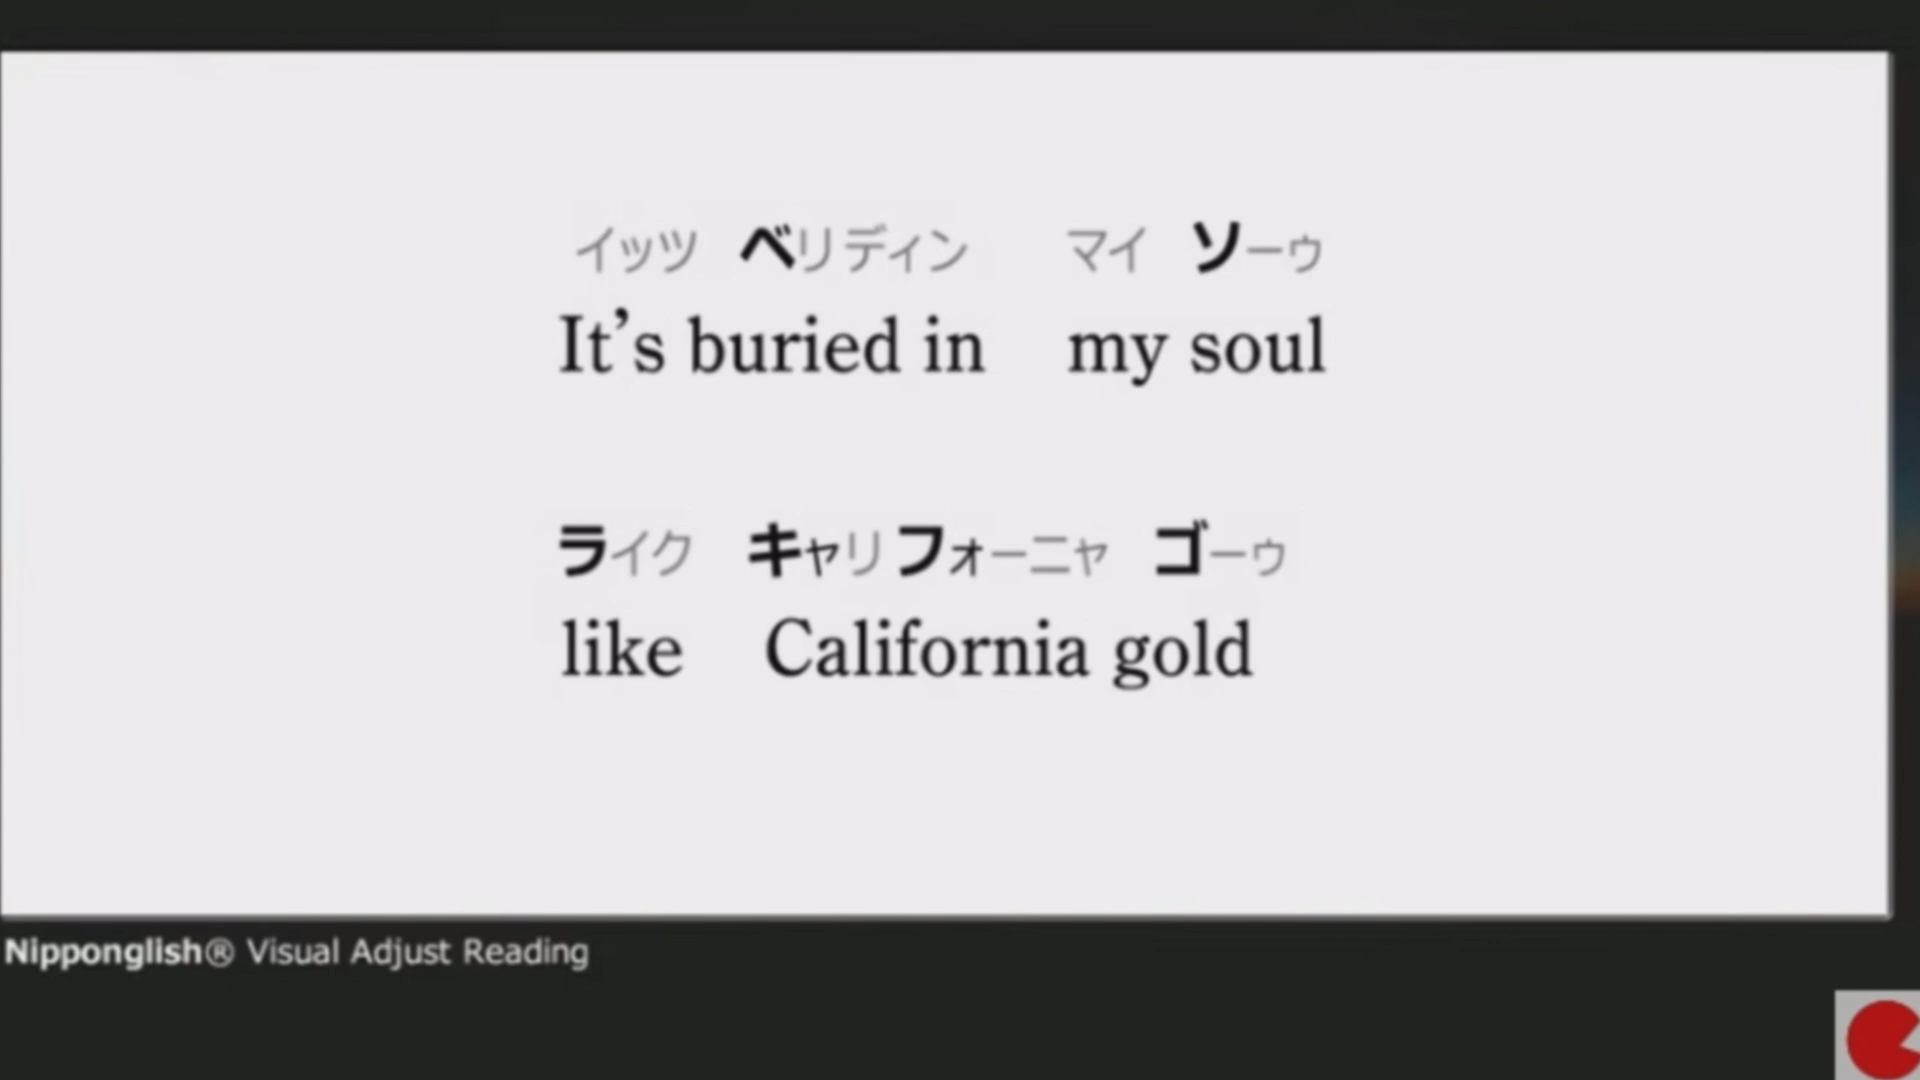 イッツ ベリディン マイ ソーゥ
It’s buried in my soul
ライク キャリフォーニャ ゴーゥ
like California gold
Nipponglish® Visual Adjust Reading